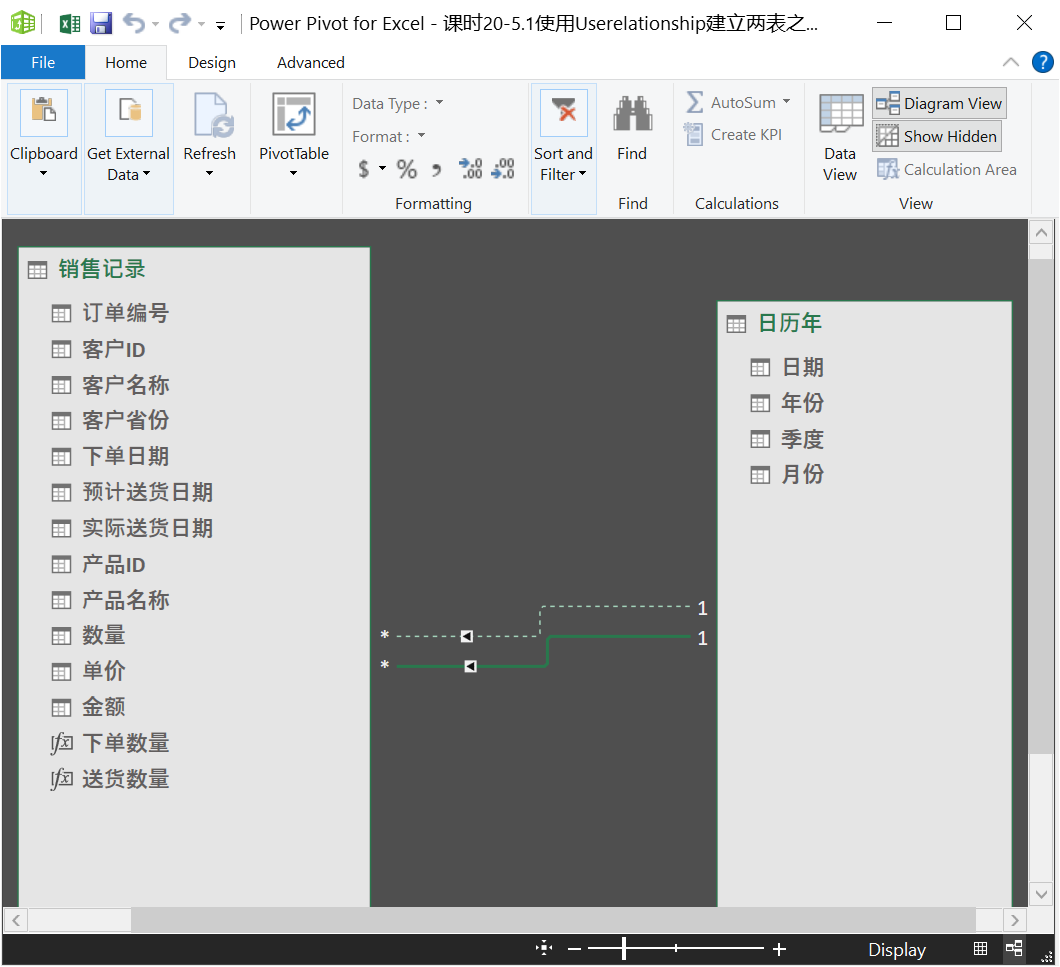 Power Pivot for Excel - 课时20-5.1使用Userelationship建立两表之...
File Home Design Advanced
Clipboard
Get External Data
Refresh
PivotTable
Data Type :
Format :
$ % , .00 .00
Formatting
Sort and Filter
Find
Find
AutoSum
Create KPI
Calculations
Data View
Diagram View
Show Hidden
Calculation Area
View
销售记录
订单编号
客户ID
客户名称
客户省份
下单日期
预计送货日期
实际送货日期
产品ID
产品名称
数量
单价
金额
fx 下单数量
fx 送货数量
日历年
日期
年份
季度
月份
* 1
* 1
Display